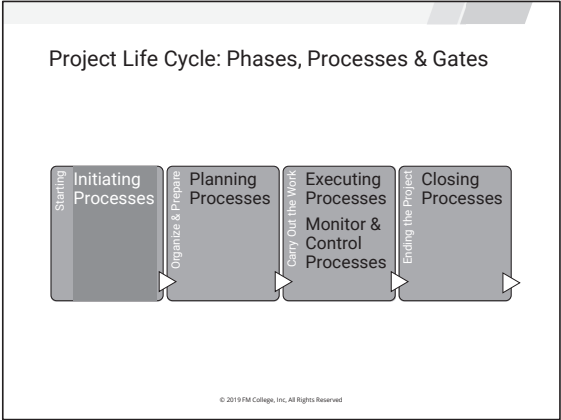 Project Life Cycle: Phases, Processes & Gates
Starting
Initiating
Processes
Organize & Prepare
Planning
Processes
Carry Out the Work
Executing
Processes
Monitor &
Control
Processes
Ending the Project
Closing
Processes
© 2019 FM College, Inc, All Rights Reserved